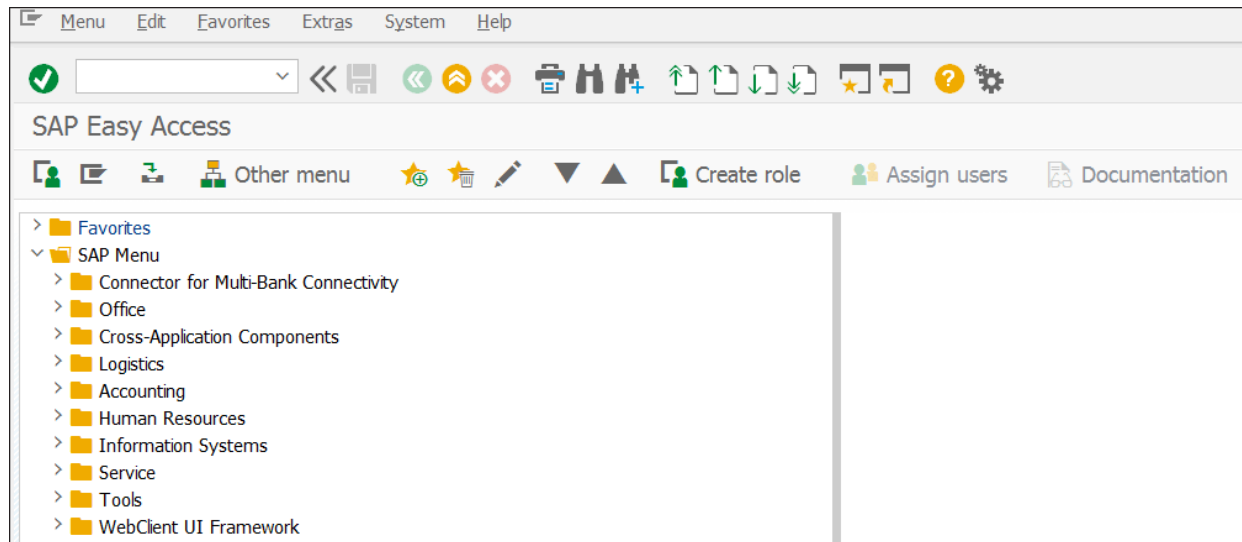 Menu Edit Favorites Extras System Help
SAP Easy Access
Other menu Create role Assign users Documentation
Favorites
SAP Menu
Connector for Multi-Bank Connectivity
Office
Cross-Application Components
Logistics
Accounting
Human Resources
Information Systems
Service
Tools
WebClient UI Framework